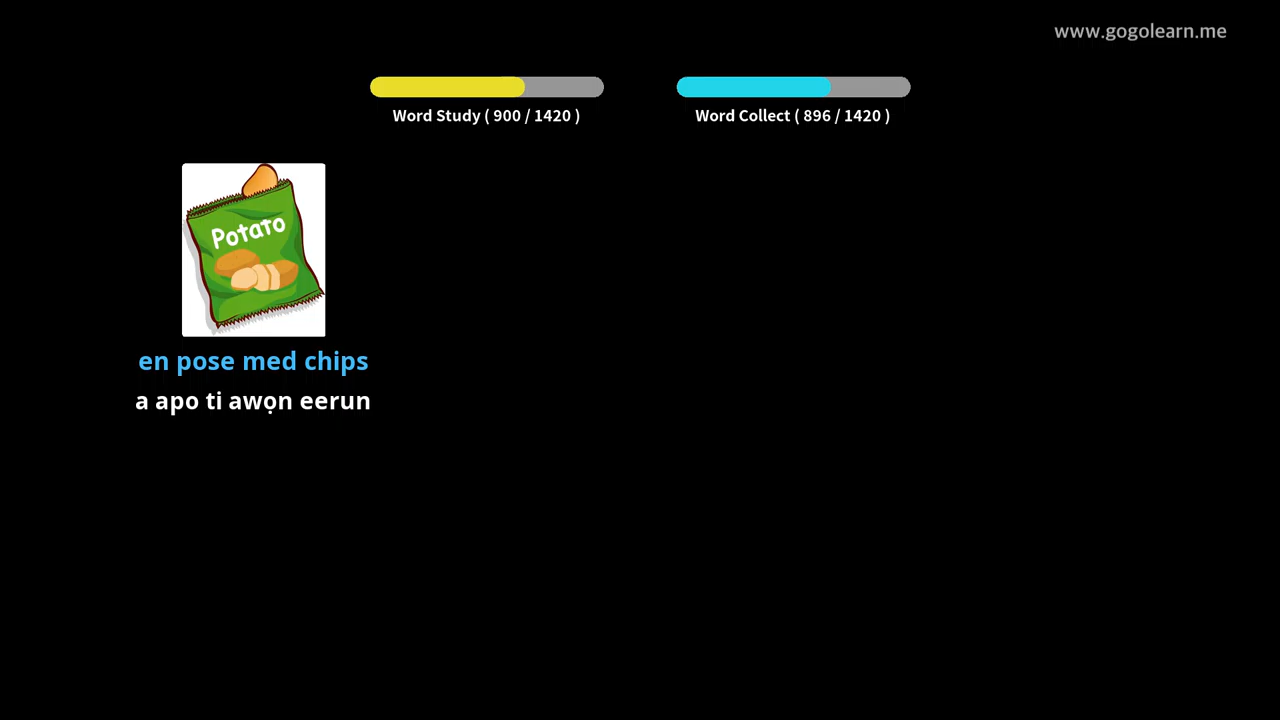 www.gogolearn.me
Word Study ( 900 / 1420 )
Word Collect ( 896 / 1420 )
Potato
en pose med chips
a apo ti awọn eerun